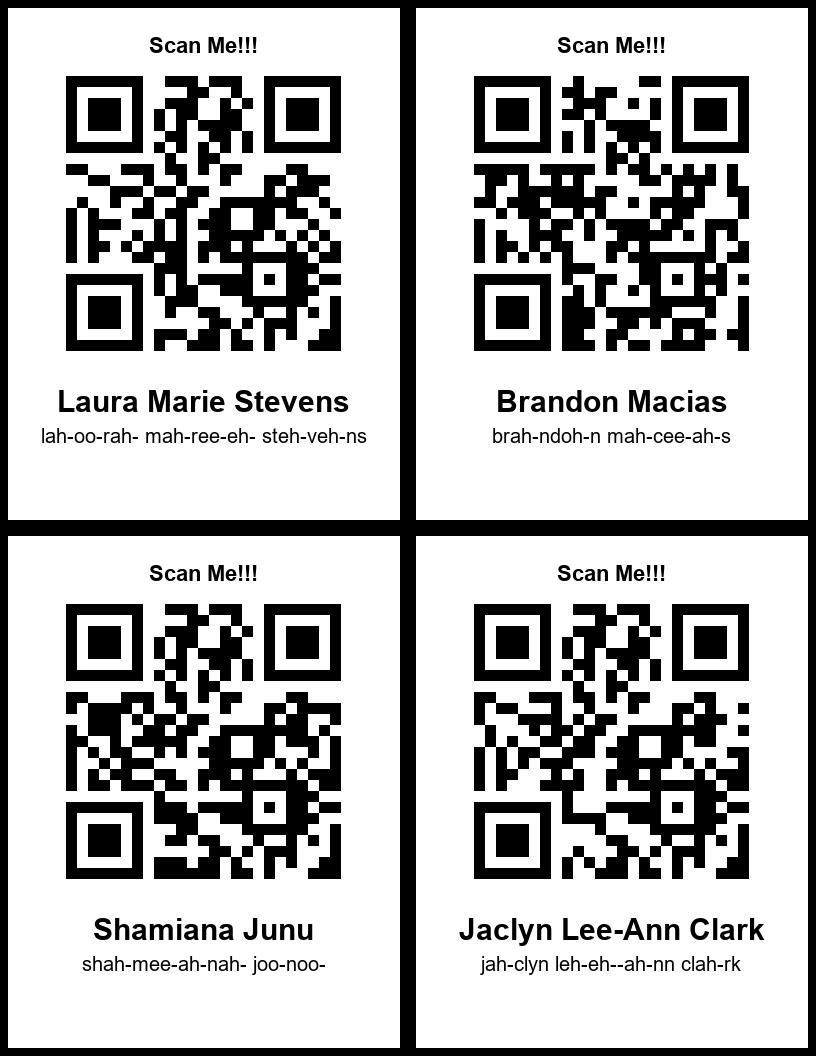 Scan Me!!!
Laura Marie Stevens
lah-oo-rah- mah-ree-eh- steh-veh-ns
Scan Me!!!
Brandon Macias
brah-ndoh-n mah-cee-ah-s
Scan Me!!!
Shamiana Junu
shah-mee-ah-nah- joo-noo-
Scan Me!!!
Jaclyn Lee-Ann Clark
jah-clyn leh-eh--ah-nn clah-rk